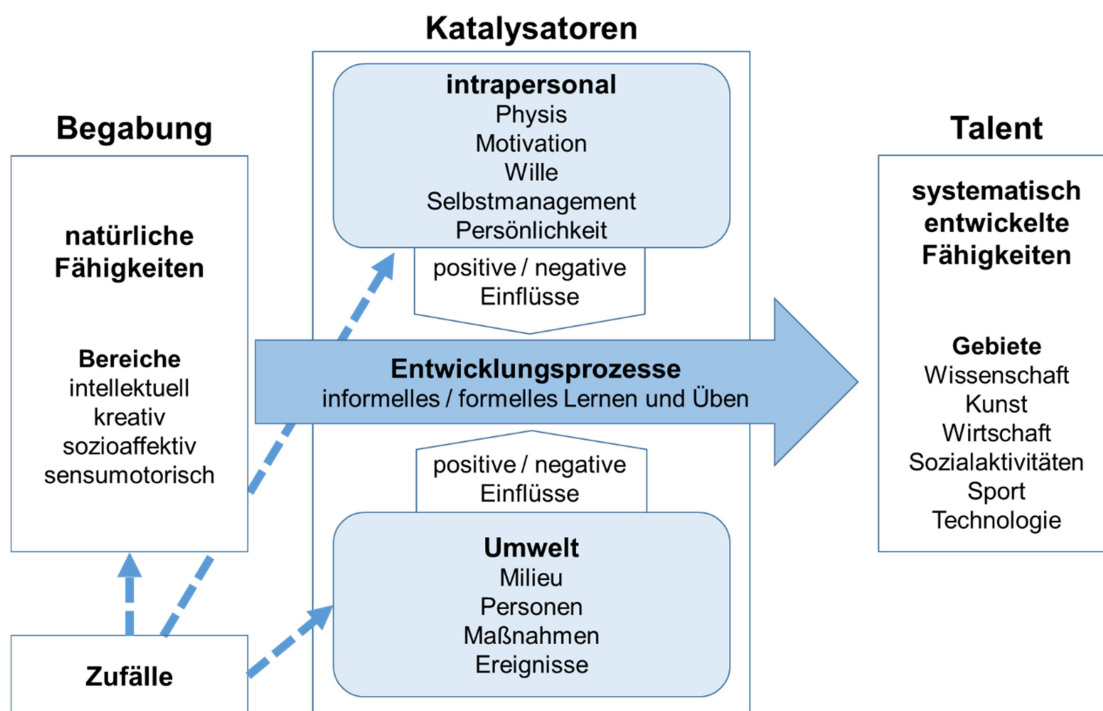 Katalysatoren
Begabung
natürliche
Fähigkeiten
Bereiche
intellektuell
kreativ
sozioaffektiv
sensumotorisch
Zufälle
intrapersonal
Physis
Motivation
Wille
Selbstmanagement
Persönlichkeit
positive / negative
Einflüsse
Entwicklungsprozesse
informelles / formelles Lernen und Üben
positive / negative
Einflüsse
Umwelt
Milieu
Personen
Maßnahmen
Ereignisse
Talent
systematisch
entwickelte
Fähigkeiten
Gebiete
Wissenschaft
Kunst
Wirtschaft
Sozialaktivitäten
Sport
Technologie